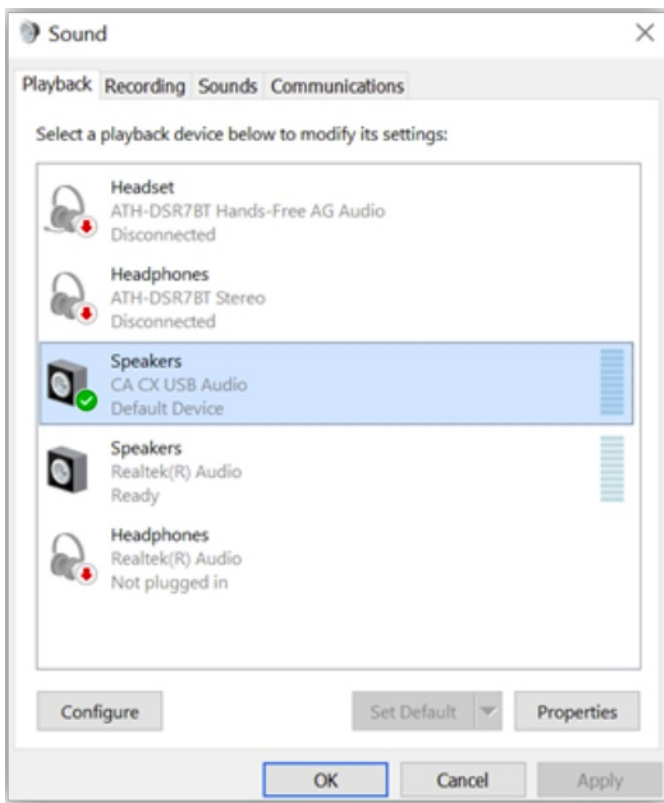 Sound
Playback Recording Sounds Communications
Select a playback device below to modify its settings:
Headset
ATH-DSR7BT Hands-Free AG Audio
Disconnected
Headphones
ATH-DSR7BT Stereo
Disconnected
Speakers
CA CX USB Audio
Default Device
Speakers
Realtek(R) Audio
Ready
Headphones
Realtek(R) Audio
Not plugged in
Configure Set Default Properties
OK Cancel Apply